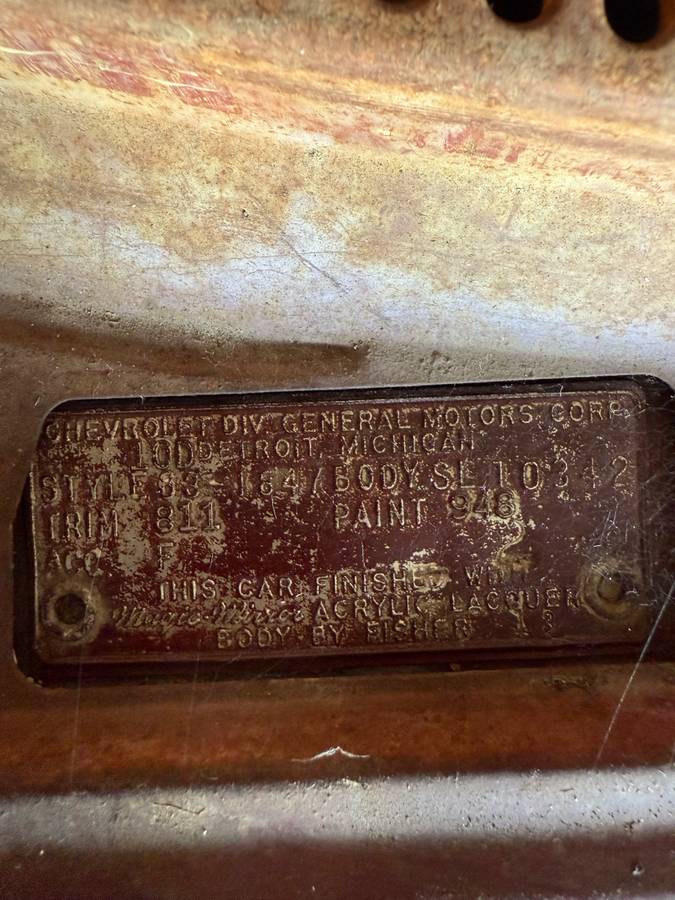 CHEVROLET DIV. GENERAL MOTORS CORP
10D DETROIT, MICHIGAN
STYLE 63-1847 BODY SL 10342
TRIM 811 PAINT 948
ACC. F
THIS CAR FINISHED WITH
Magic-Mirror ACRYLIC LACQUER
BODY BY FISHER